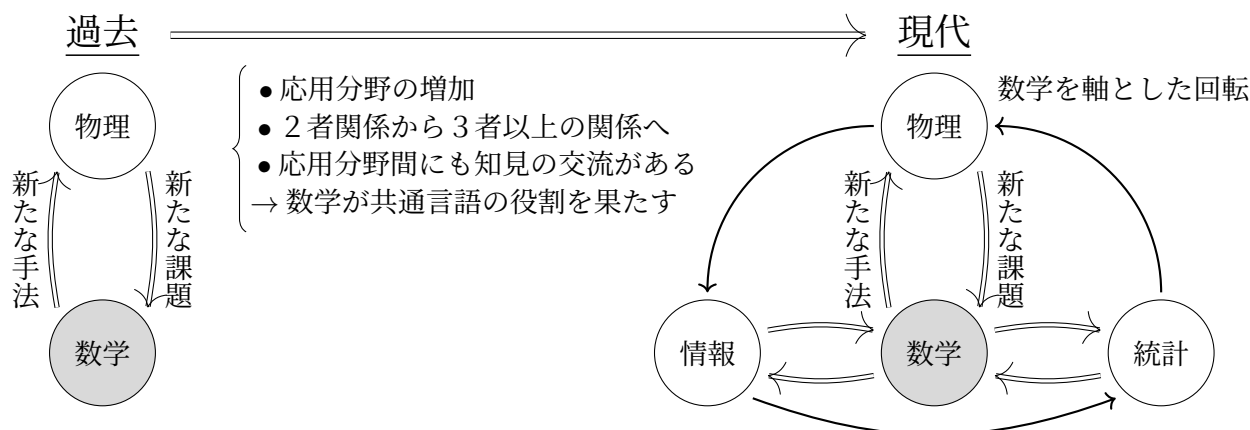 過去
現代
物理
新たな手法
新たな課題
数学
● 応用分野の増加
● ２者関係から３者以上の関係へ
● 応用分野間にも知見の交流がある
→ 数学が共通言語の役割を果たす
数学を軸とした回転
物理
新たな手法
新たな課題
情報
数学
統計